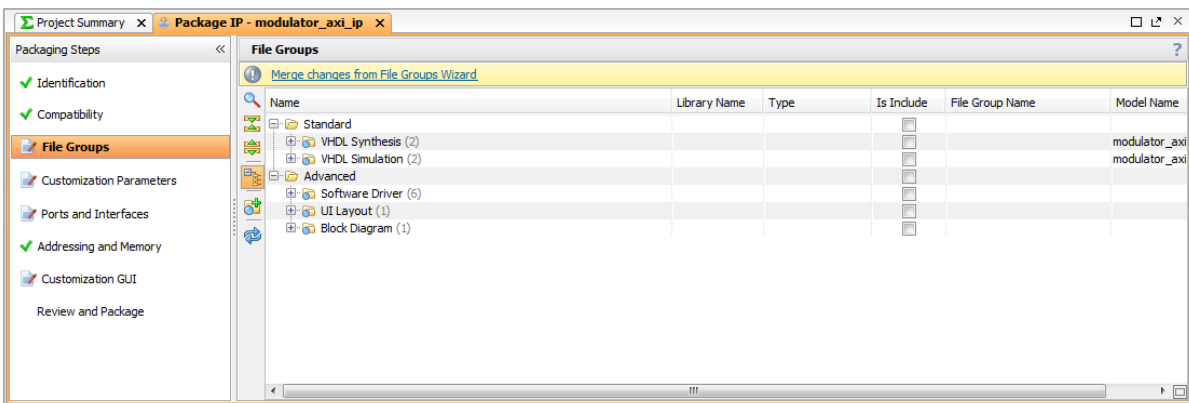 Project Summary X Package IP - modulator_axi_ip X
Packaging Steps
Identification
Compatibility
File Groups
Customization Parameters
Ports and Interfaces
Addressing and Memory
Customization GUI
Review and Package
File Groups ?
Merge changes from File Groups Wizard
Name Library Name Type Is Include File Group Name Model Name
Standard
VHDL Synthesis (2) modulator_axi
VHDL Simulation (2) modulator_axi
Advanced
Software Driver (6)
UI Layout (1)
Block Diagram (1)